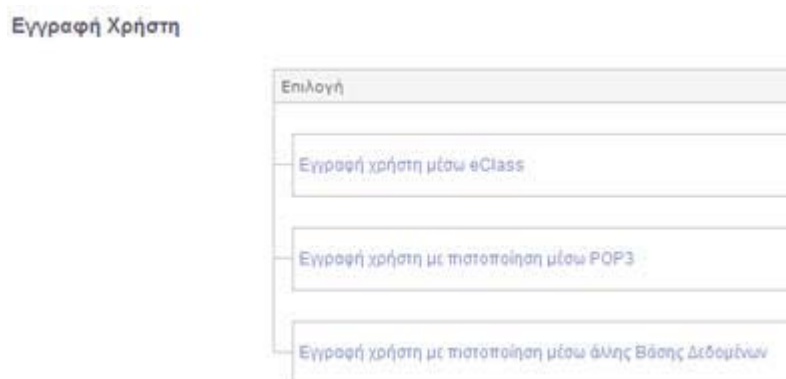 Εγγραφή Χρήστη
Επιλογή
Εγγραφή χρήστη μέσω eClass
Εγγραφή χρήστη με πιστοποίηση μέσω POP3
Εγγραφή χρήστη με πιστοποίηση μέσω άλλης Βάσης Δεδομένων